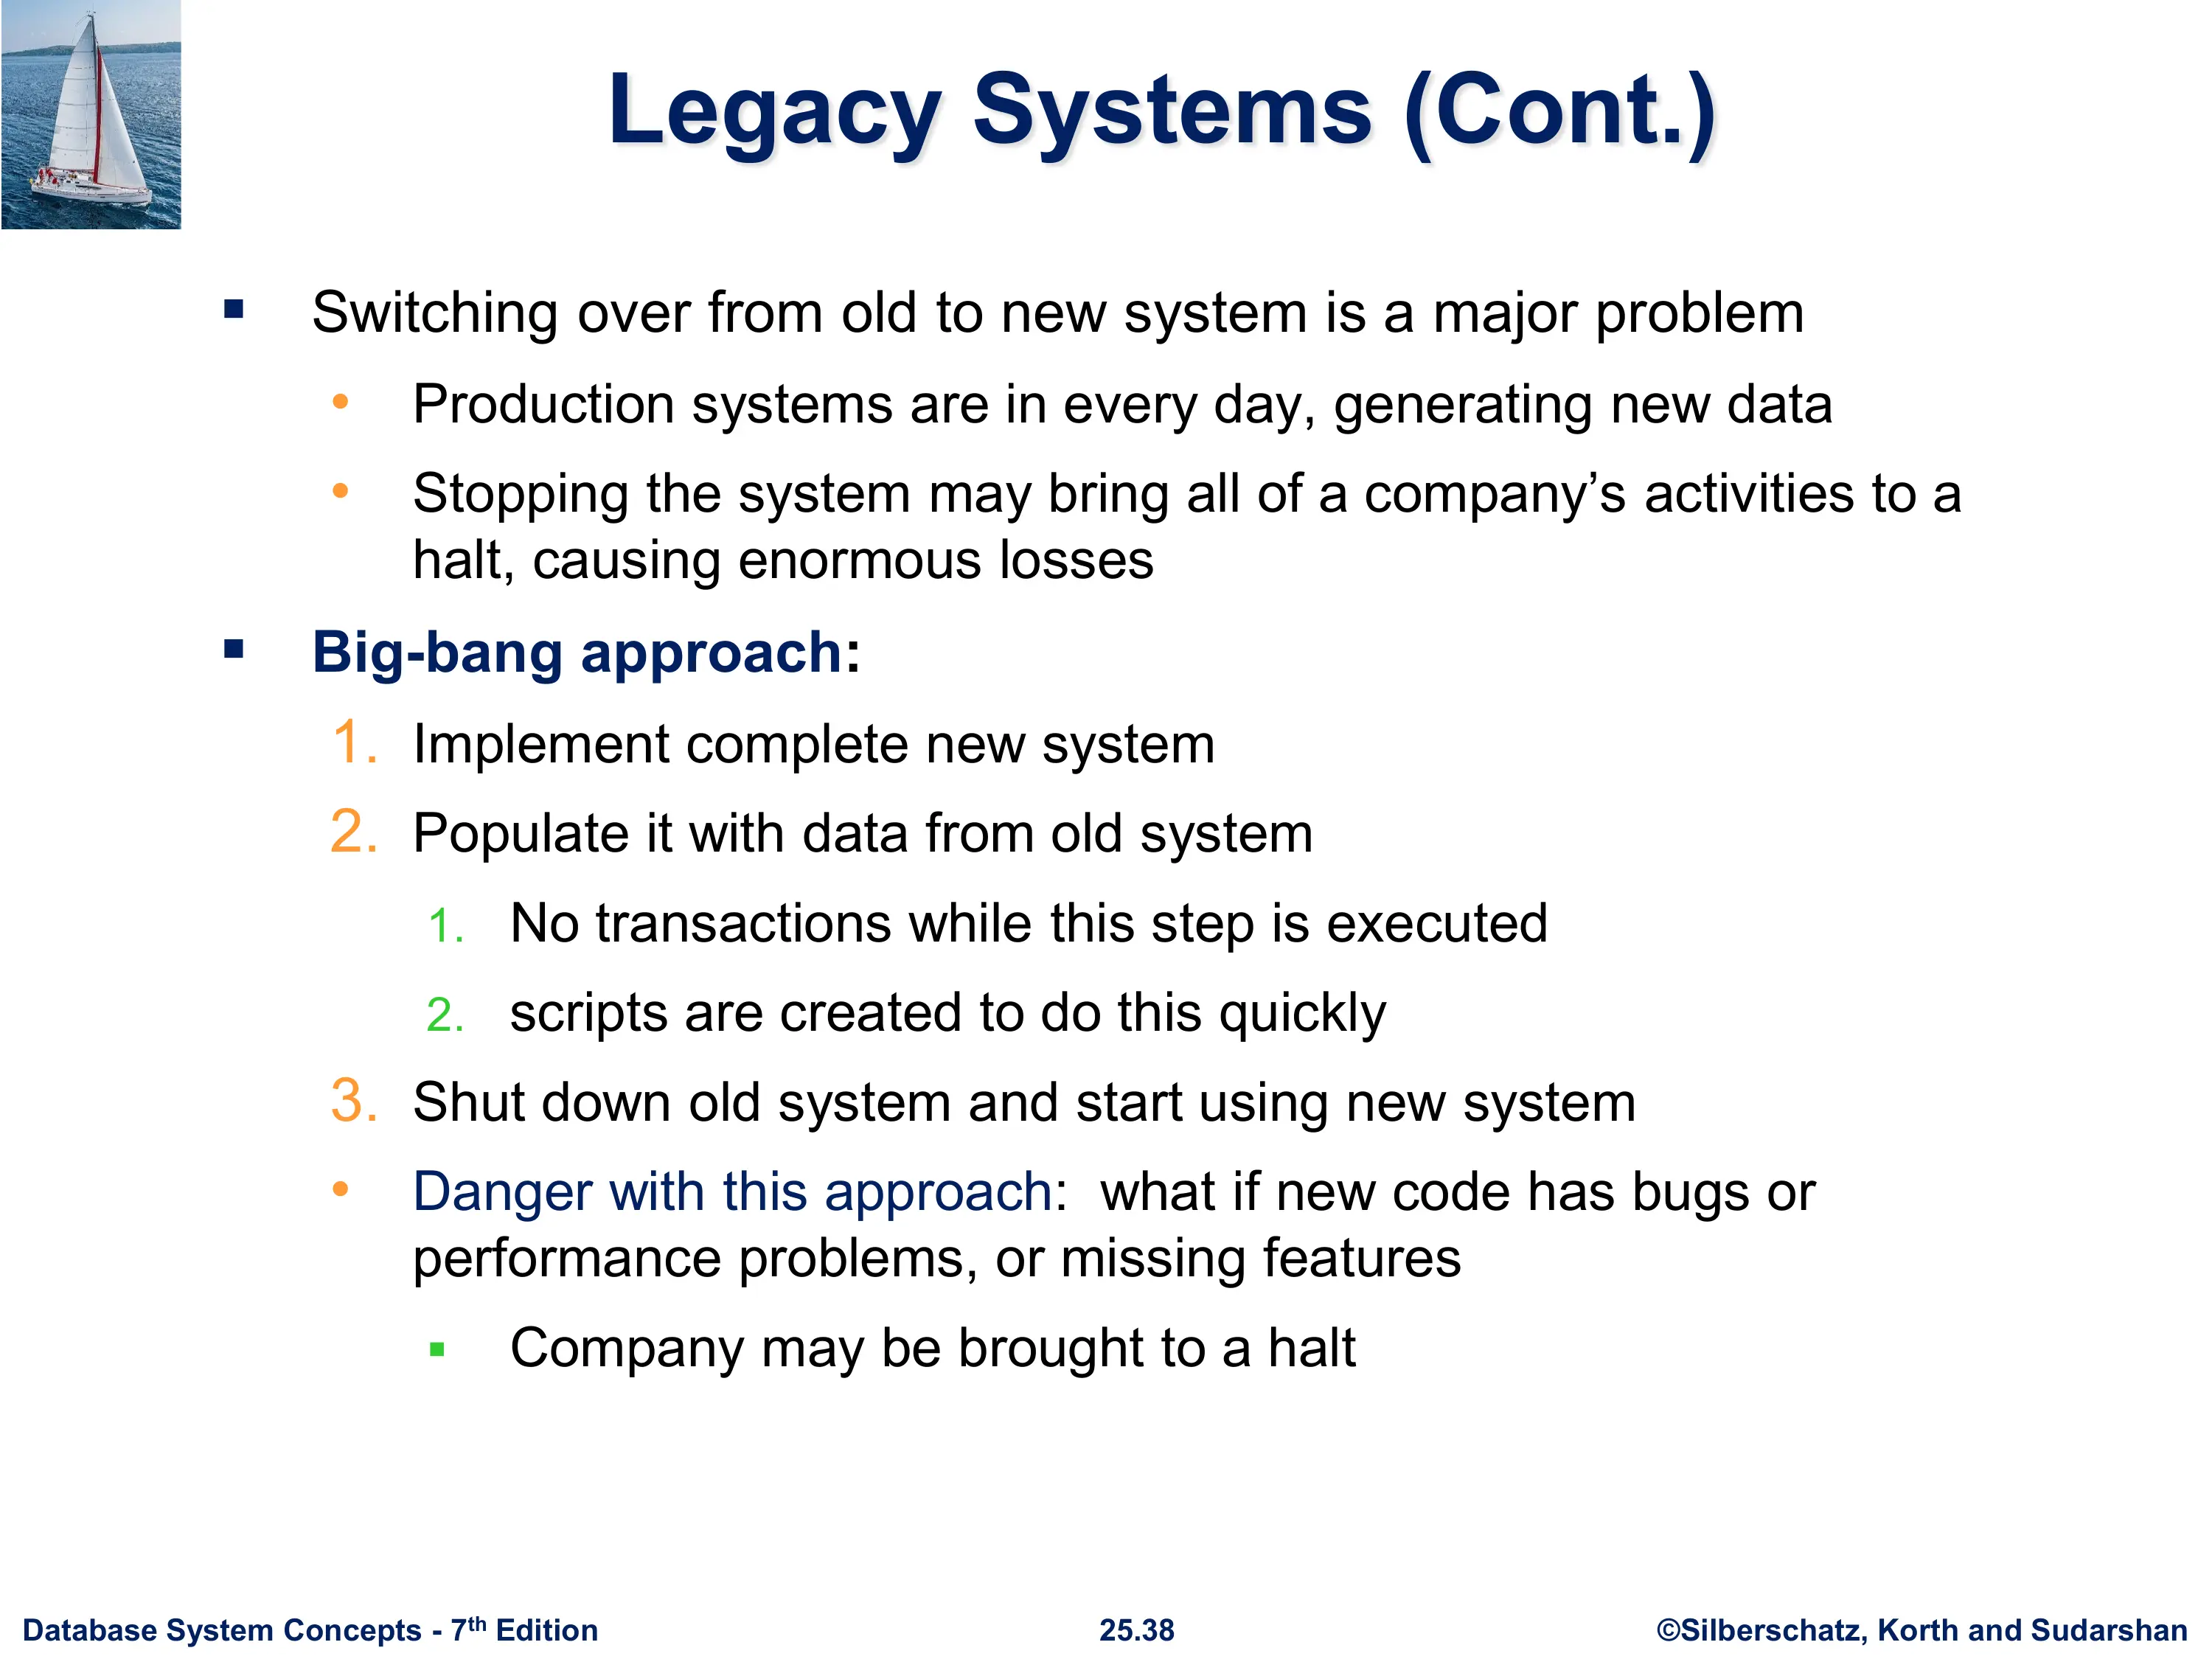 Legacy Systems (Cont.)
▪ Switching over from old to new system is a major problem
• Production systems are in every day, generating new data
• Stopping the system may bring all of a company’s activities to a
halt, causing enormous losses
▪ Big-bang approach:
1. Implement complete new system
2. Populate it with data from old system
1. No transactions while this step is executed
2. scripts are created to do this quickly
3. Shut down old system and start using new system
• Danger with this approach:  what if new code has bugs or
performance problems, or missing features
▪ Company may be brought to a halt
Database System Concepts - 7th Edition
25.38
©Silberschatz, Korth and Sudarshan